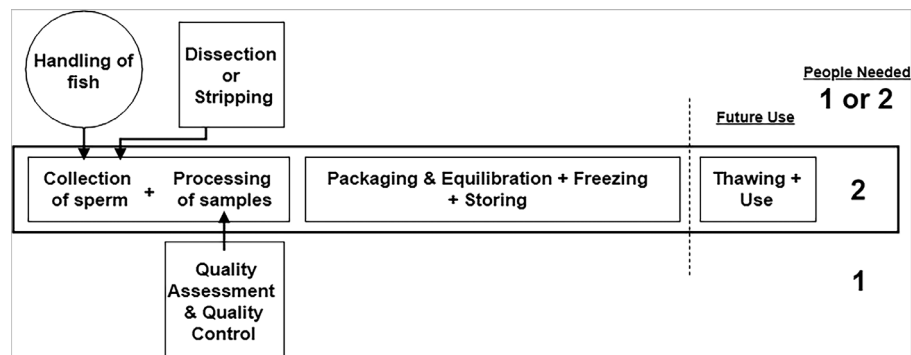 Handling of
fish
Dissection
or
Stripping
People Needed
1 or 2
Future Use
Collection
of sperm
+
Processing
of samples
Packaging & Equilibration + Freezing
+ Storing
Thawing +
Use
2
Quality
Assessment
& Quality
Control
1